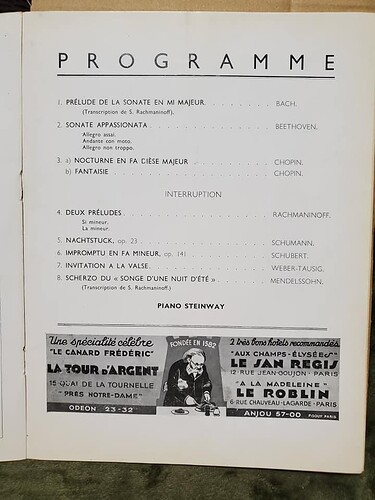 PROGRAMME
1. PRÉLUDE DE LA SONATE EN MI MAJEUR. . . . . . . . . BACH.
(Transcription de S. Rachmaninoff).
2. SONATE APPASSIONATA . . . . . . . . . . . . . . . BEETHOVEN.
Allegro assai.
Andante con moto.
Allegro non troppo.
3. a) NOCTURNE EN FA DIÈSE MAJEUR . . . . . . . . . . CHOPIN.
b) FANTAISIE . . . . . . . . . . . . . . . . . . . CHOPIN.
INTERRUPTION
4. DEUX PRÉLUDES . . . . . . . . . . . . . . . . . . RACHMANINOFF.
Si mineur.
La mineur.
5. NACHTSTUCK, op. 23 . . . . . . . . . . . . . . . . SCHUMANN.
6. IMPROMPTU EN FA MINEUR, op. 141 . . . . . . . . . . SCHUBERT.
7. INVITATION A LA VALSE. . . . . . . . . . . . . . . WEBER-TAUSIG.
8. SCHERZO DU « SONGE D'UNE NUIT D'ÉTÉ » . . . . . . . MENDELSSOHN.
(Transcription de S. Rachmaninoff.)
PIANO STEINWAY
Une spécialité célèbre
"LE CANARD FRÉDÉRIC"
LA TOUR D'ARGENT
15 QUAI DE LA TOURNELLE
"PRÈS NOTRE-DAME"
ODÉON 23-32
FONDÉE EN 1582
2 très bons hotels recommandés
"AUX CHAMPS-ÉLYSÉES"
LE SAN REGIS
12 RUE JEAN-GOUJON - PARIS
"A LA MADELEINE"
LE ROBLIN
6 RUE CHAUVEAU-LAGARDE - PARIS
ANJOU 57-00